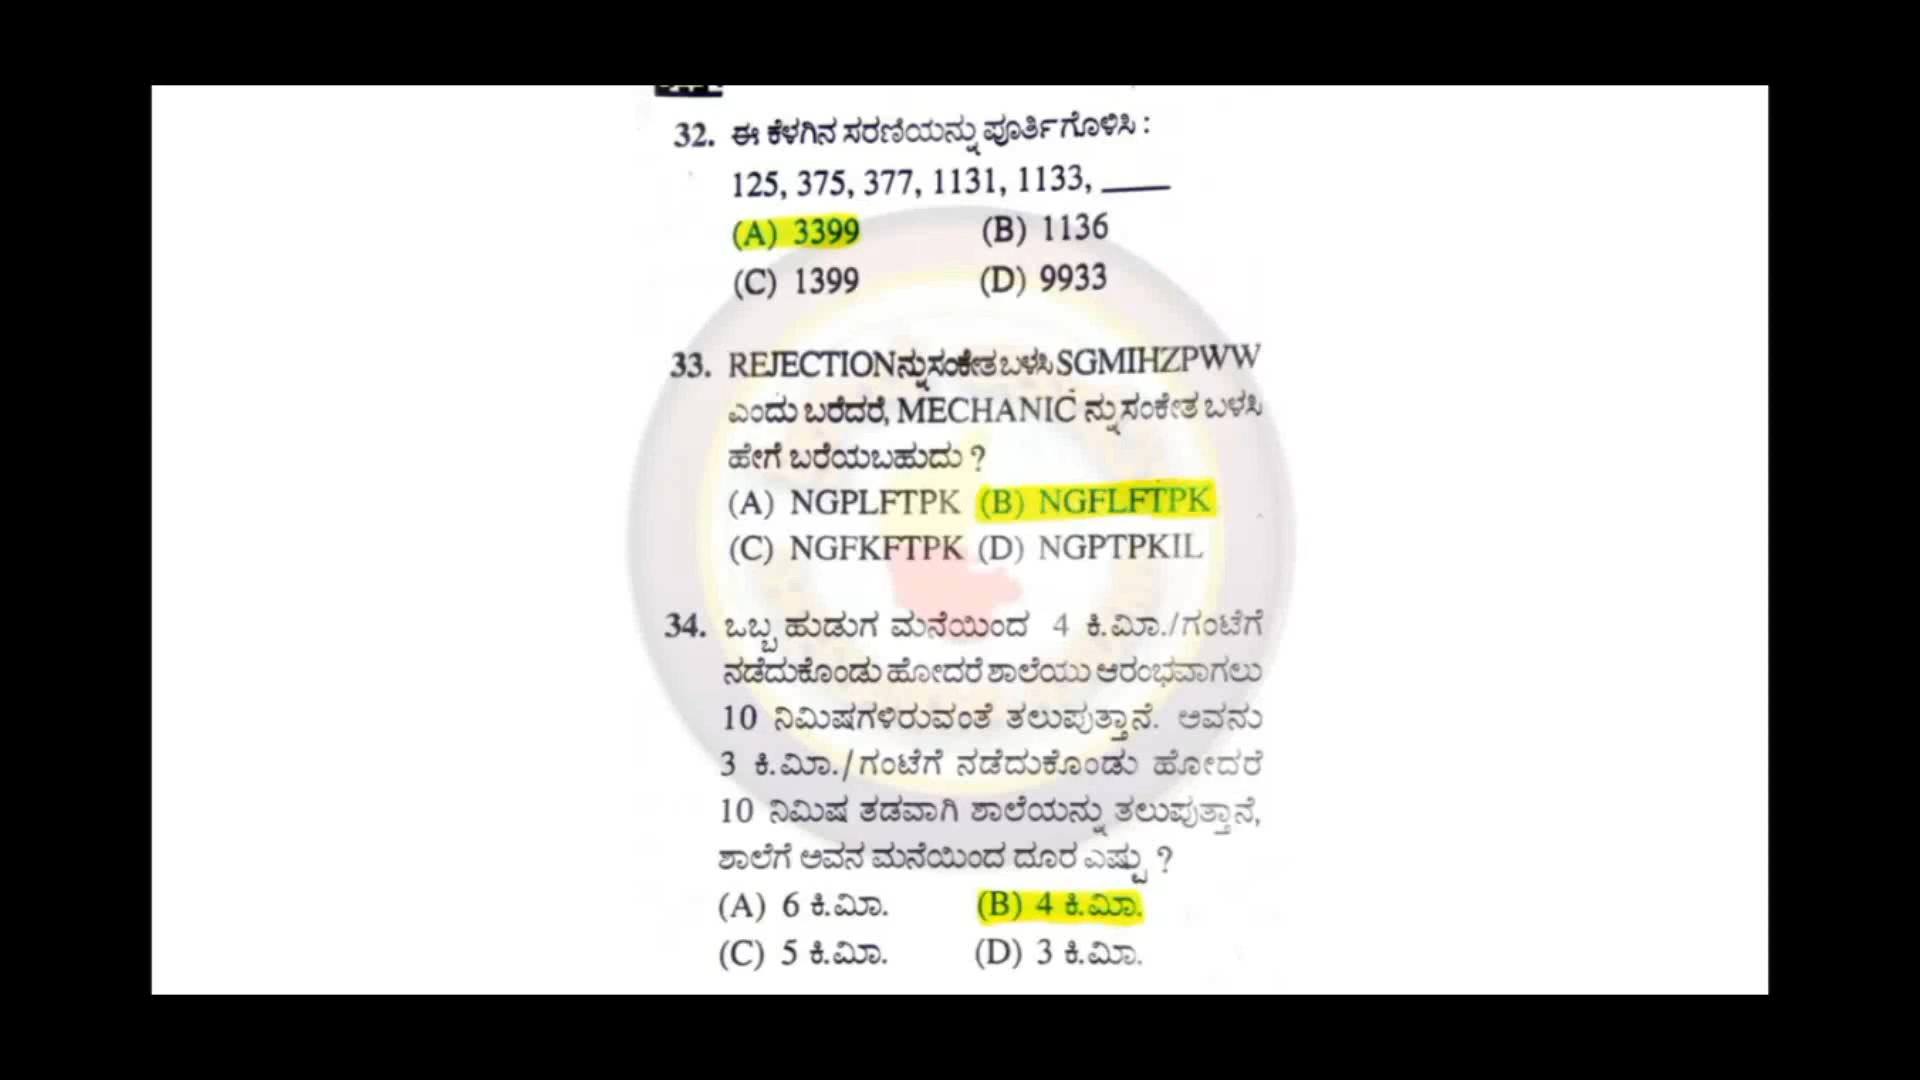 32. ಈ ಕೆಳಗಿನ ಸರಣಿಯನ್ನು ಪೂರ್ತಿಗೊಳಿಸಿ :
125, 375, 377, 1131, 1133, ____
(A) 3399 (B) 1136
(C) 1399 (D) 9933
33. REJECTIONನ್ನು ಸಂಕೇತ ಬಳಸಿ SGMIHZPWW
ಎಂದು ಬರೆದರೆ, MECHANIC ನ್ನು ಸಂಕೇತ ಬಳಸಿ
ಹೇಗೆ ಬರೆಯಬಹುದು ?
(A) NGPLFTPK (B) NGFLFTPK
(C) NGFKFTPK (D) NGPTPKIL
34. ಒಬ್ಬ ಹುಡುಗ ಮನೆಯಿಂದ 4 ಕಿ.ಮೀ./ಗಂಟೆಗೆ
ನಡೆದುಕೊಂಡು ಹೋದರೆ ಶಾಲೆಯು ಆರಂಭವಾಗಲು
10 ನಿಮಿಷಗಳಿರುವಂತೆ ತಲುಪುತ್ತಾನೆ. ಅವನು
3 ಕಿ.ಮೀ./ಗಂಟೆಗೆ ನಡೆದುಕೊಂಡು ಹೋದರೆ
10 ನಿಮಿಷ ತಡವಾಗಿ ಶಾಲೆಯನ್ನು ತಲುಪುತ್ತಾನೆ,
ಶಾಲೆಗೆ ಅವನ ಮನೆಯಿಂದ ದೂರ ಎಷ್ಟು ?
(A) 6 ಕಿ.ಮೀ. (B) 4 ಕಿ.ಮೀ.
(C) 5 ಕಿ.ಮೀ. (D) 3 ಕಿ.ಮೀ.